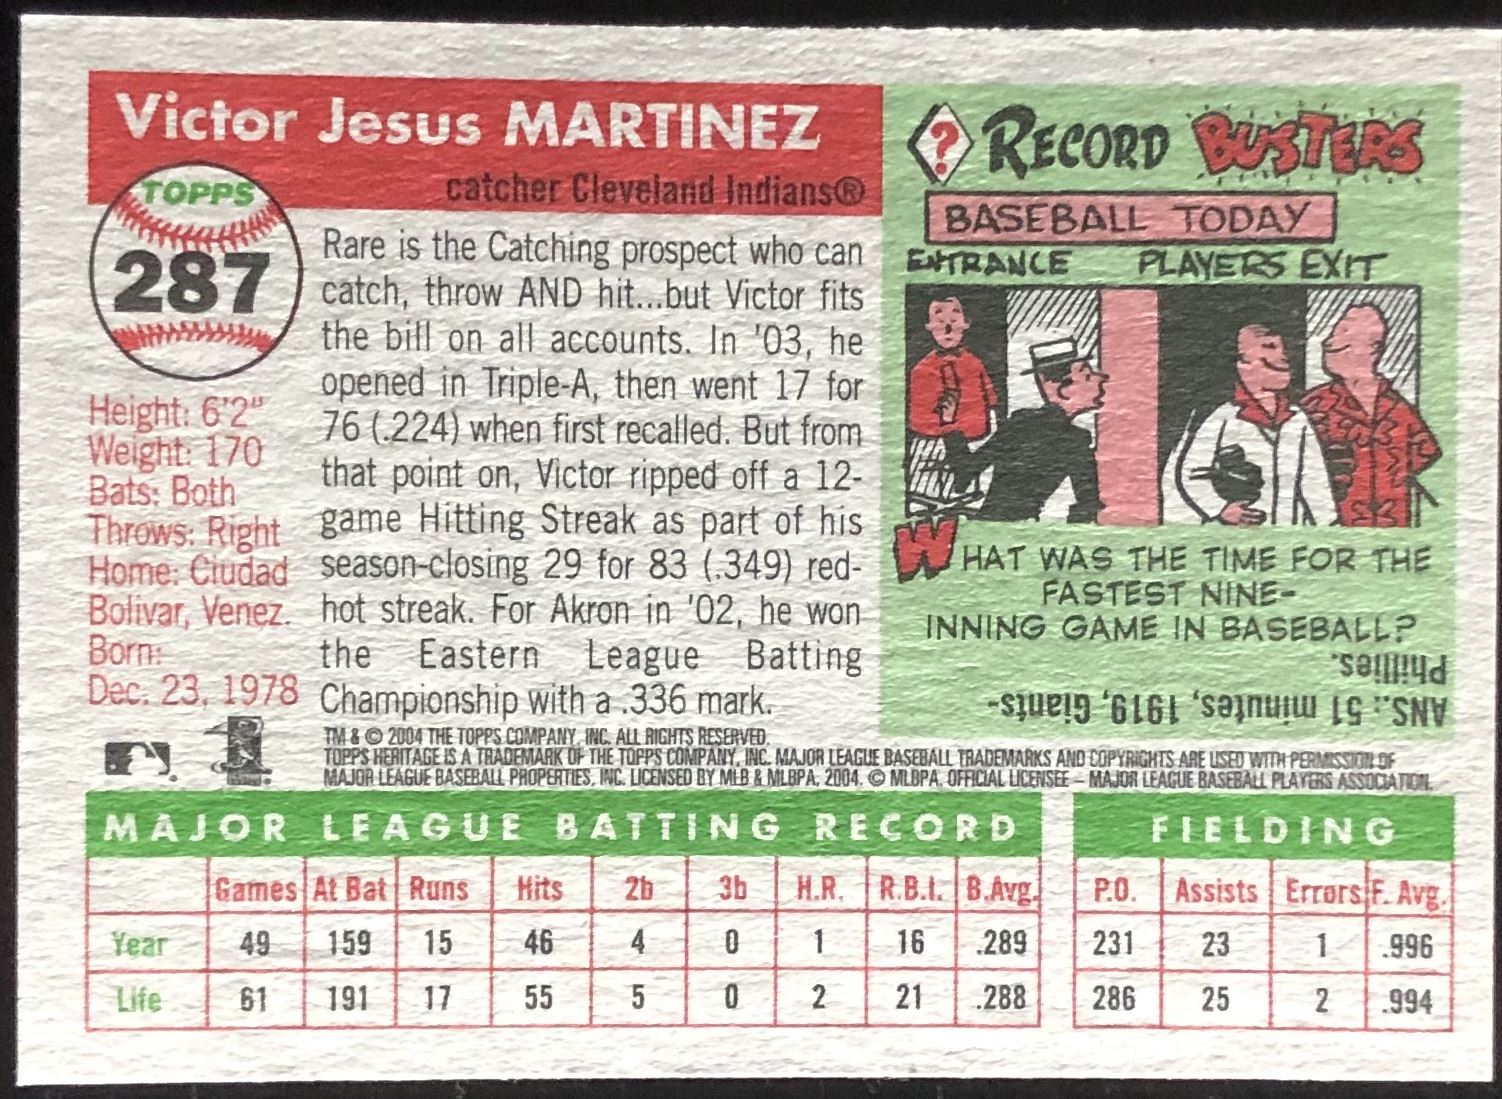 Victor Jesus MARTINEZ
catcher Cleveland Indians®
TOPPS
287
Height: 6'2"
Weight: 170
Bats: Both
Throws: Right
Home: Ciudad
Bolivar, Venez.
Born:
Dec. 23, 1978
Rare is the Catching prospect who can
catch, throw AND hit...but Victor fits
the bill on all accounts. In '03, he
opened in Triple-A, then went 17 for
76 (.224) when first recalled. But from
that point on, Victor ripped off a 12-
game Hitting Streak as part of his
season-closing 29 for 83 (.349) red-
hot streak. For Akron in '02, he won
the Eastern League Batting
Championship with a .336 mark.
? RECORD BUSTERS
BASEBALL TODAY
ENTRANCE PLAYERS EXIT
WHAT WAS THE TIME FOR THE
FASTEST NINE-
INNING GAME IN BASEBALL?
ANS.: 51 minutes, 1919, Giants-
Phillies.
TM & © 2004 THE TOPPS COMPANY, INC. ALL RIGHTS RESERVED.
TOPPS HERITAGE IS A TRADEMARK OF THE TOPPS COMPANY, INC. MAJOR LEAGUE BASEBALL TRADEMARKS AND COPYRIGHTS ARE USED WITH PERMISSION OF
MAJOR LEAGUE BASEBALL PROPERTIES, INC. LICENSED BY MLB & MLBPA, 2004. © MLBPA. OFFICIAL LICENSEE – MAJOR LEAGUE BASEBALL PLAYERS ASSOCIATION.
MAJOR LEAGUE BATTING RECORD
Games At Bat Runs Hits 2b 3b H.R. R.B.I. B.Avg.
Year 49 159 15 46 4 0 1 16 .289
Life 61 191 17 55 5 0 2 21 .288
FIELDING
P.O. Assists Errors F. Avg.
231 23 1 .996
286 25 2 .994